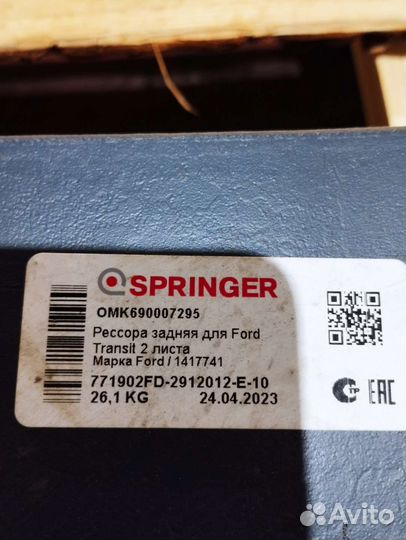 SPRINGER
OMK690007295
Рессора задняя для Ford
Transit 2 листа
Марка Ford / 1417741
771902FD-2912012-E-10
26,1 KG 24.04.2023
EAC
Avito